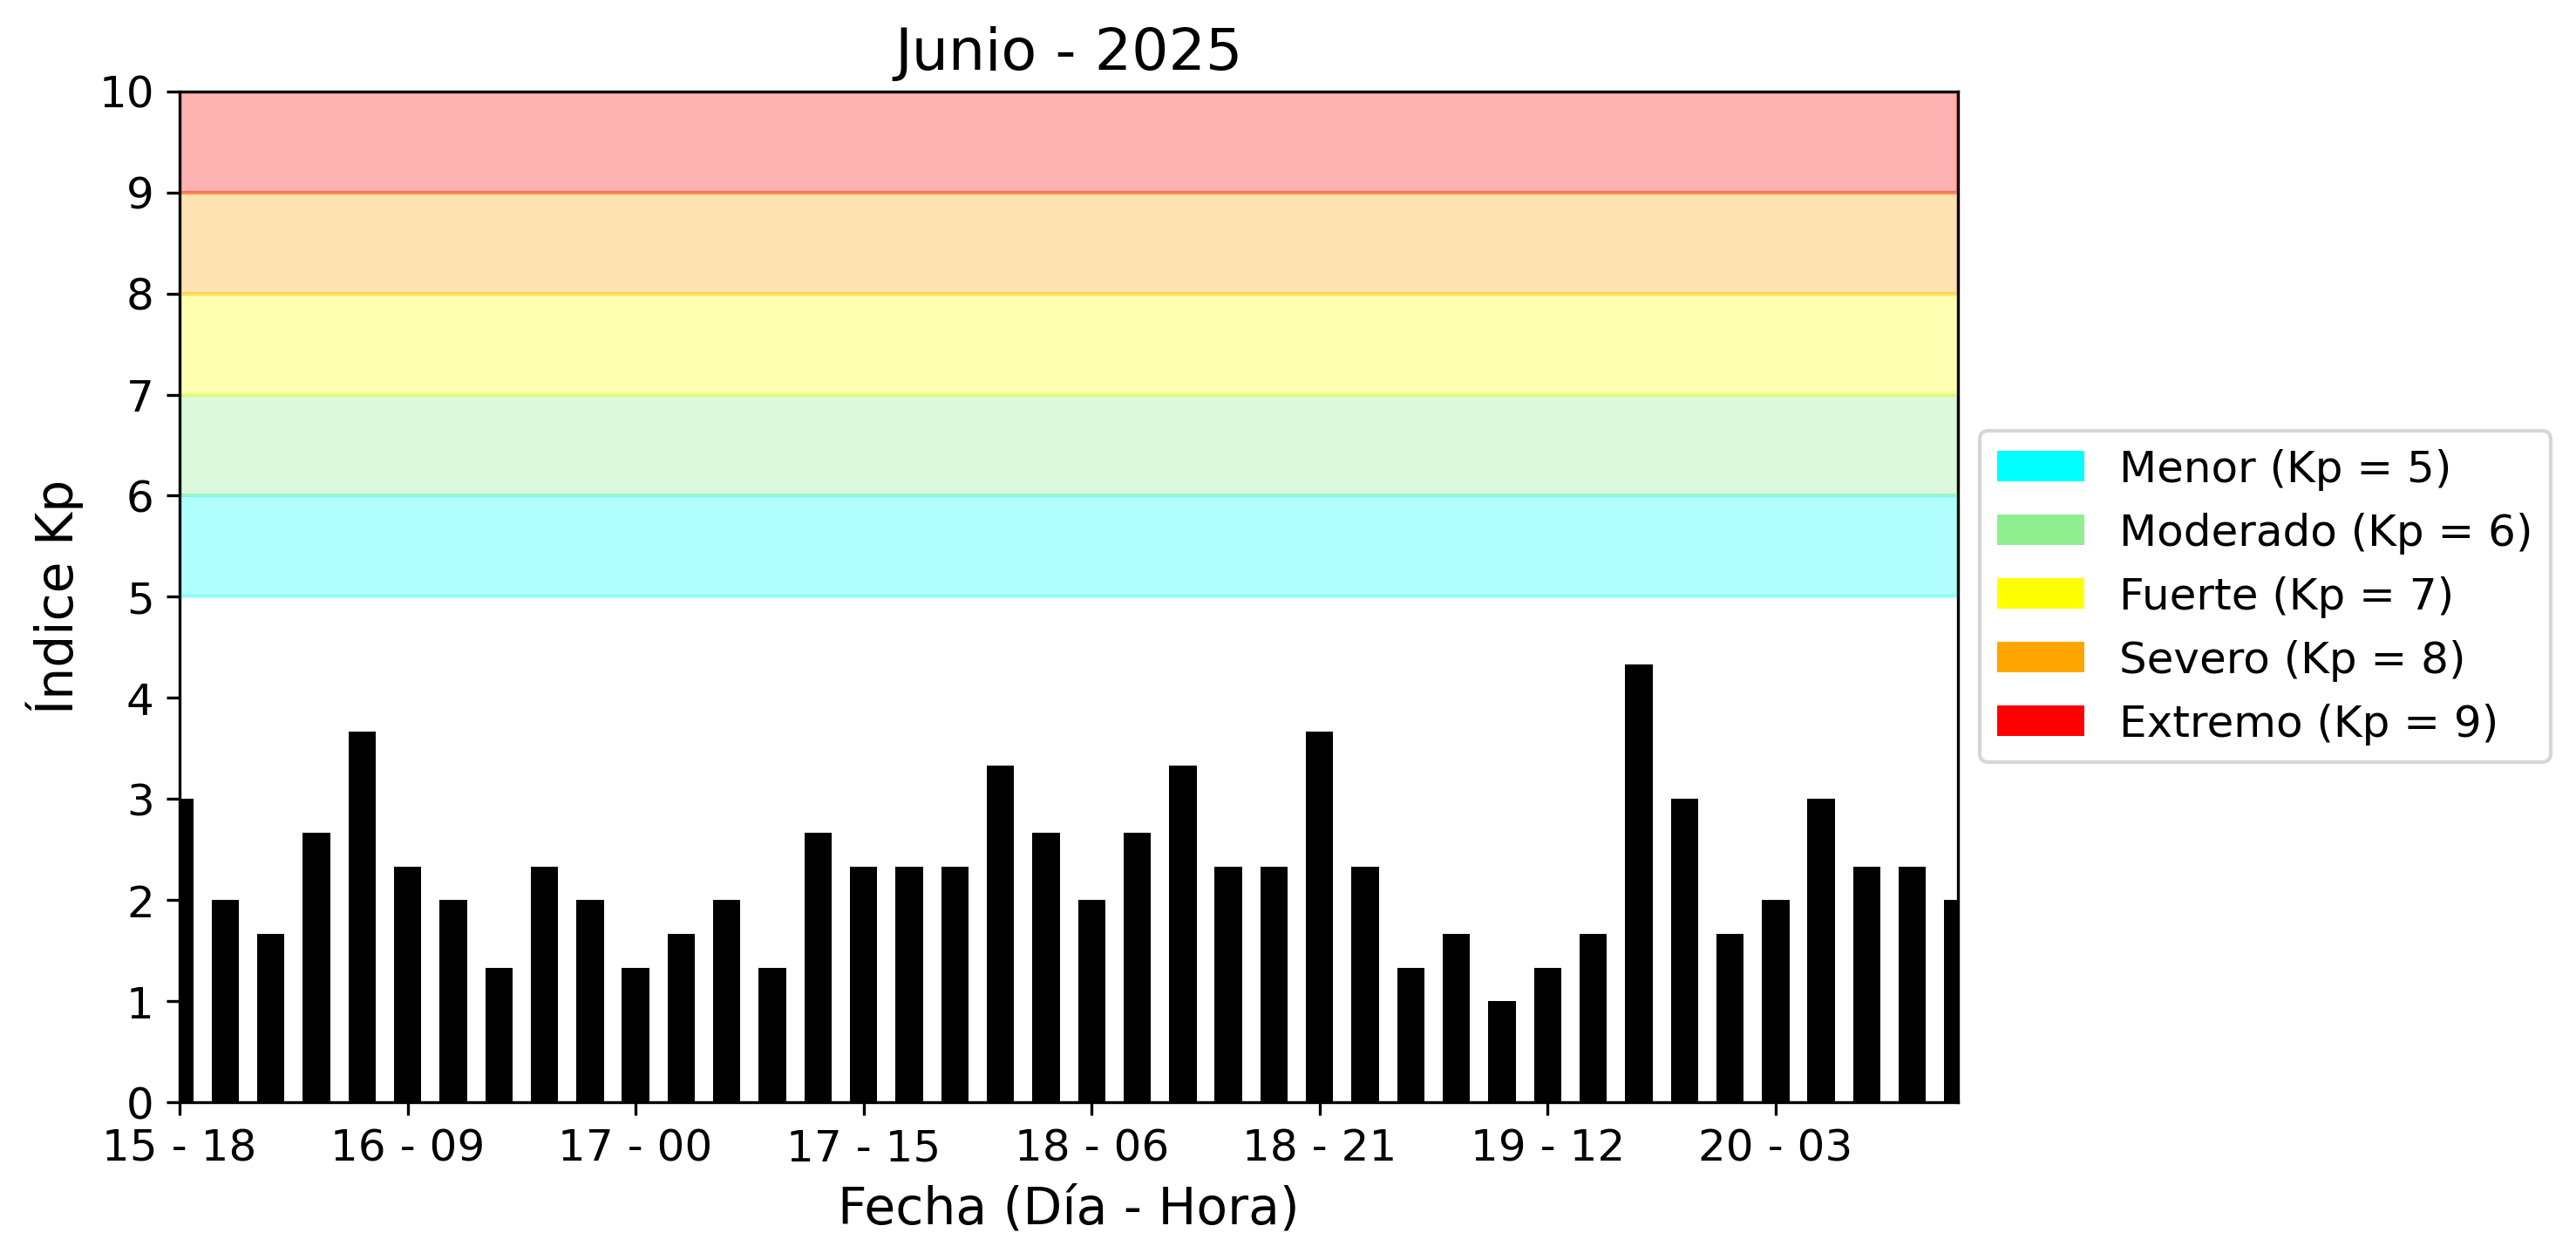 Junio - 2025
10
9
8
7
6
5
4
3
2
1
0
Índice Kp
15 - 18 16 - 09 17 - 00 17 - 15 18 - 06 18 - 21 19 - 12 20 - 03
Fecha (Día - Hora)
Menor (Kp = 5)
Moderado (Kp = 6)
Fuerte (Kp = 7)
Severo (Kp = 8)
Extremo (Kp = 9)